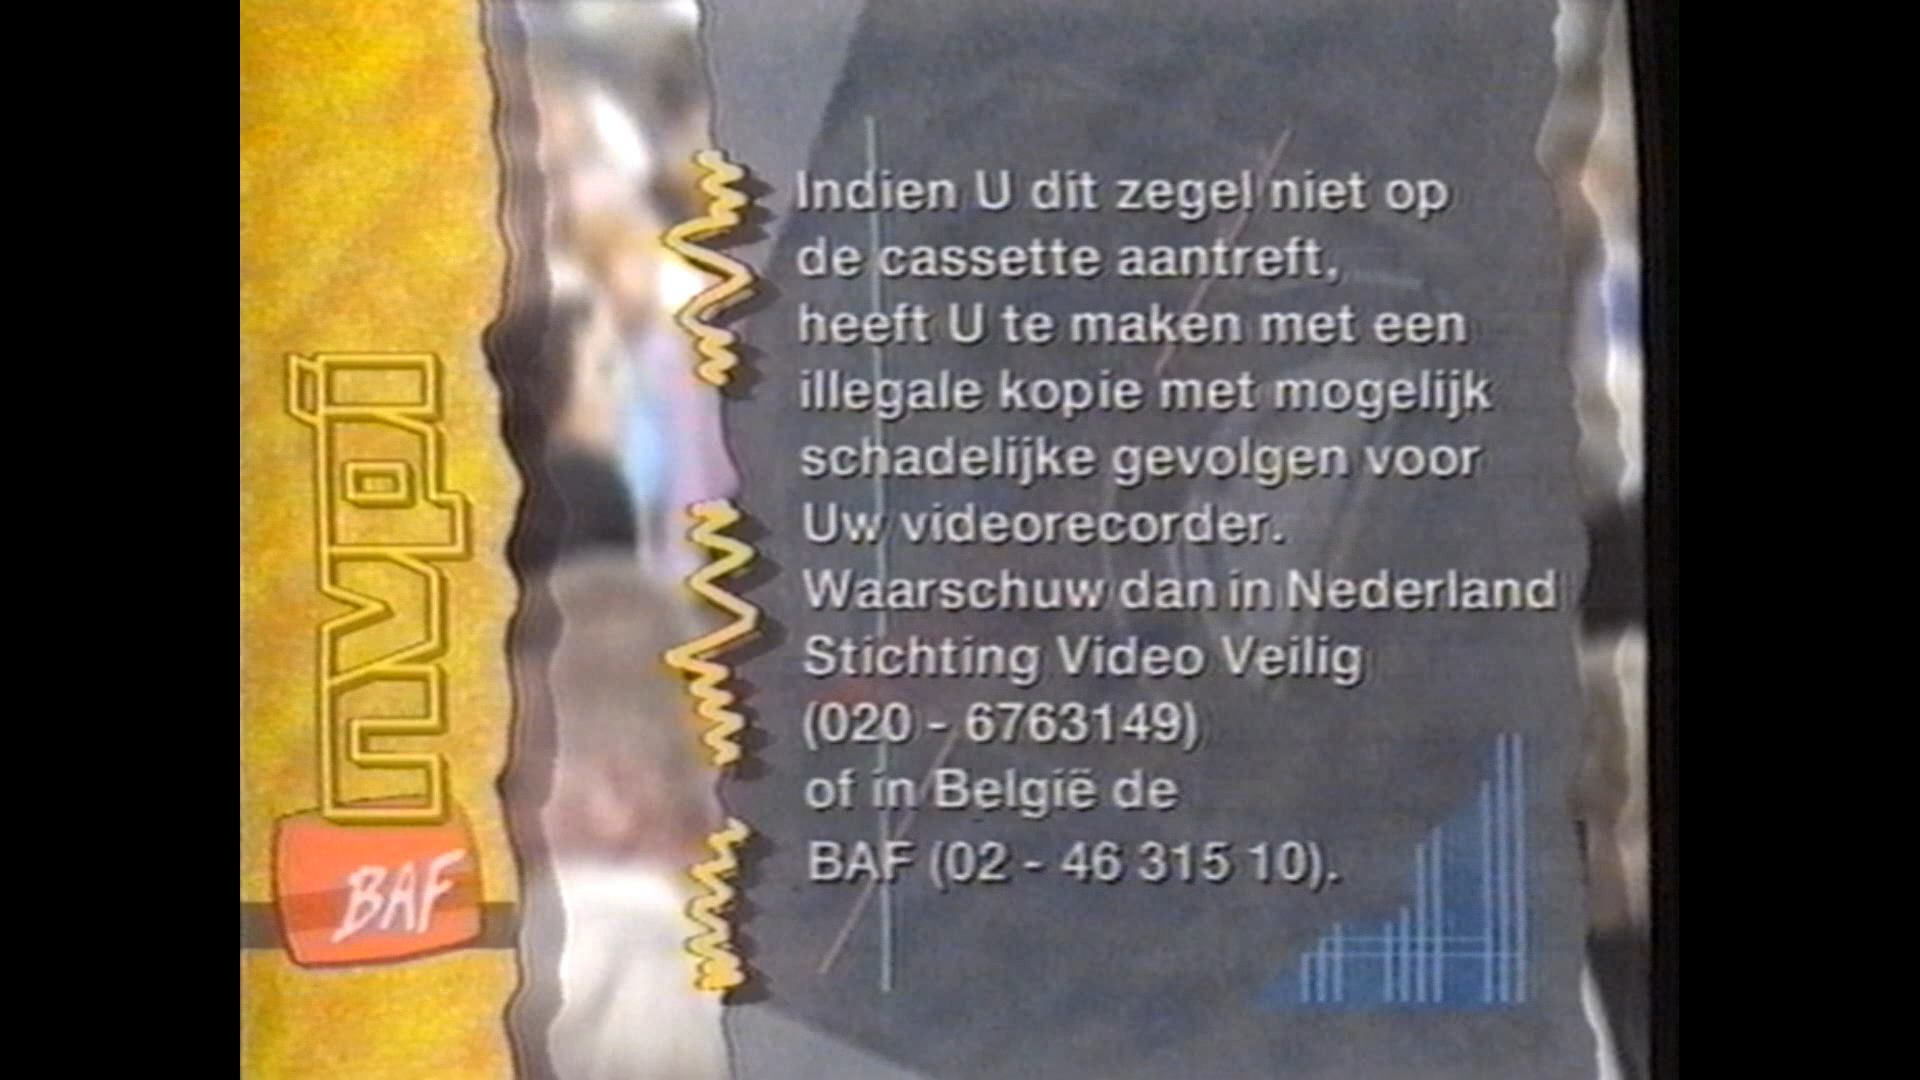 nvpi
BAF
Indien U dit zegel niet op
de cassette aantreft,
heeft U te maken met een
illegale kopie met mogelijk
schadelijke gevolgen voor
Uw videorecorder.
Waarschuw dan in Nederland
Stichting Video Veilig
(020 - 6763149)
of in België de
BAF (02 - 46 315 10).